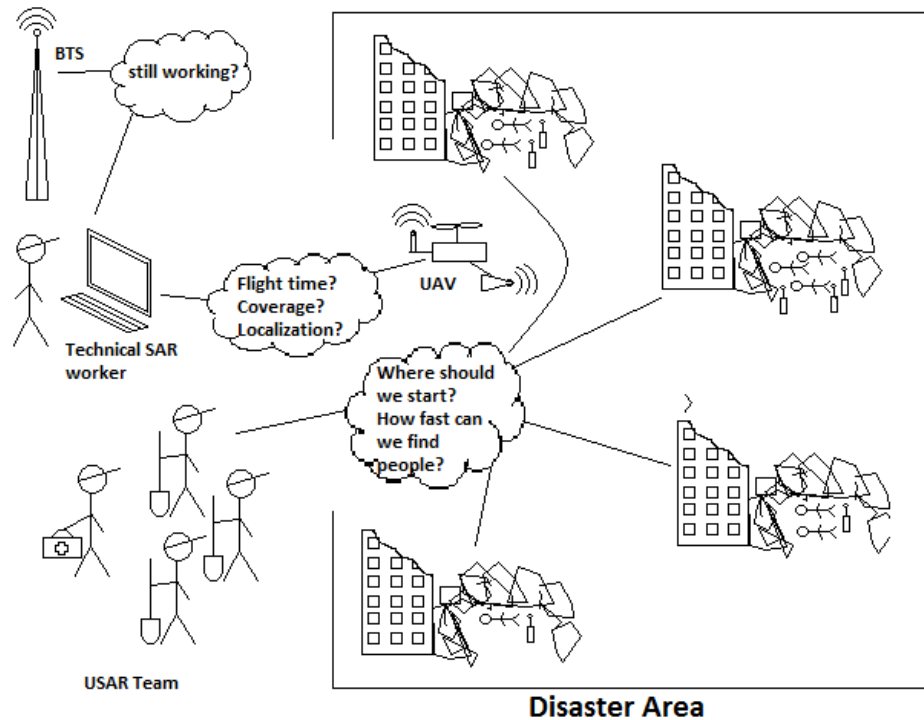 BTS
still working?
Flight time?
Coverage?
Localization?
UAV
Technical SAR
worker
Where should
we start?
How fast can
we find
people?
USAR Team
Disaster Area